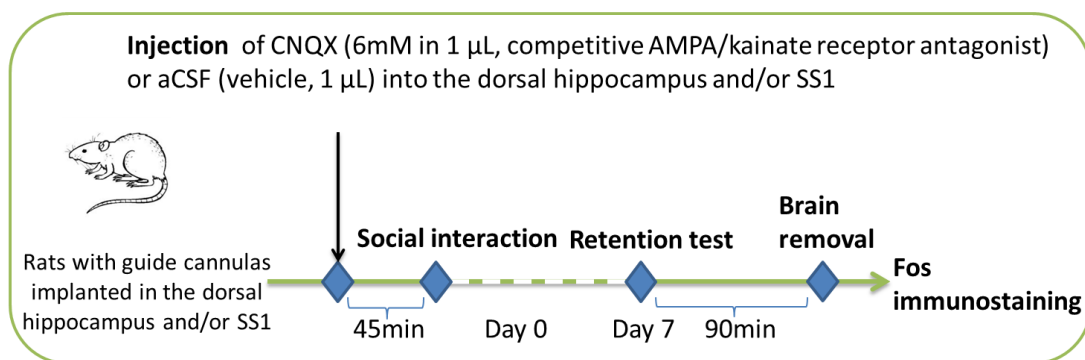 Injection of CNQX (6mM in 1 µL, competitive AMPA/kainate receptor antagonist)
or aCSF (vehicle, 1 µL) into the dorsal hippocampus and/or SS1
Rats with guide cannulas
implanted in the dorsal
hippocampus and/or SS1
Social interaction
Retention test
Brain
removal
Fos
immunostaining
45min
Day 0
Day 7
90min